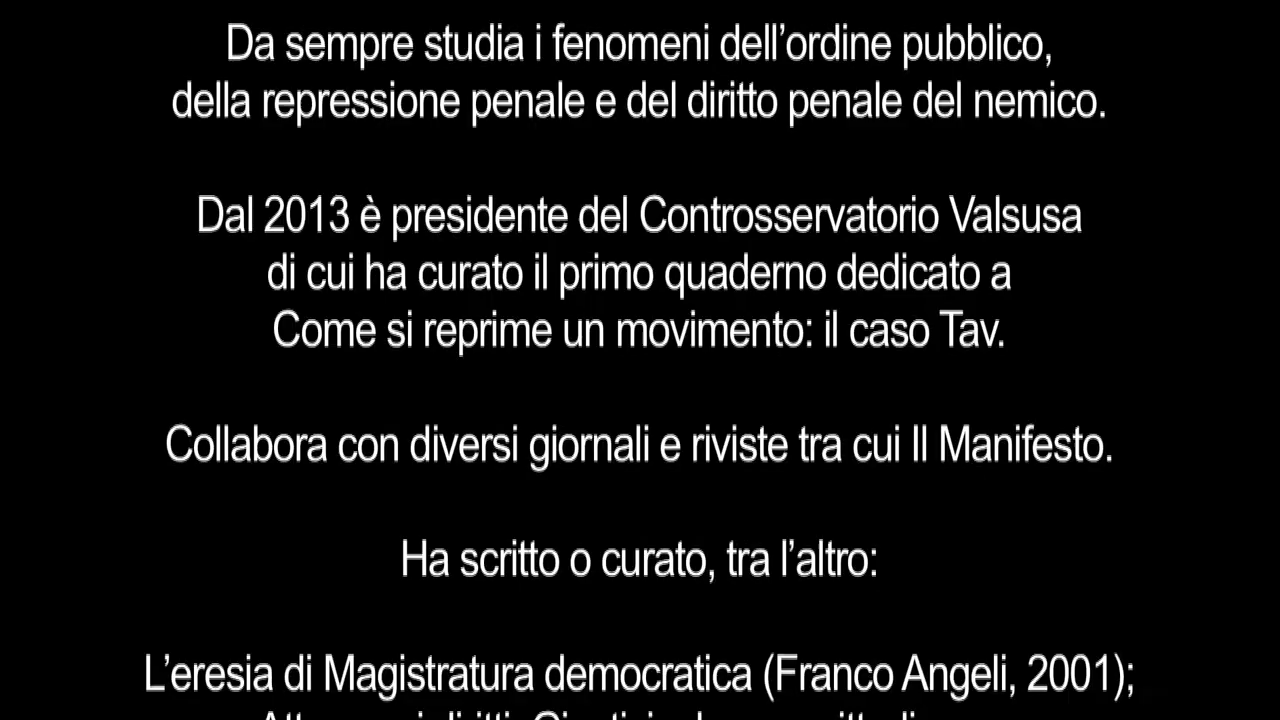 Da sempre studia i fenomeni dell’ordine pubblico,
della repressione penale e del diritto penale del nemico.
Dal 2013 è presidente del Controsservatorio Valsusa
di cui ha curato il primo quaderno dedicato a
Come si reprime un movimento: il caso Tav.
Collabora con diversi giornali e riviste tra cui Il Manifesto.
Ha scritto o curato, tra l’altro:
L’eresia di Magistratura democratica (Franco Angeli, 2001);